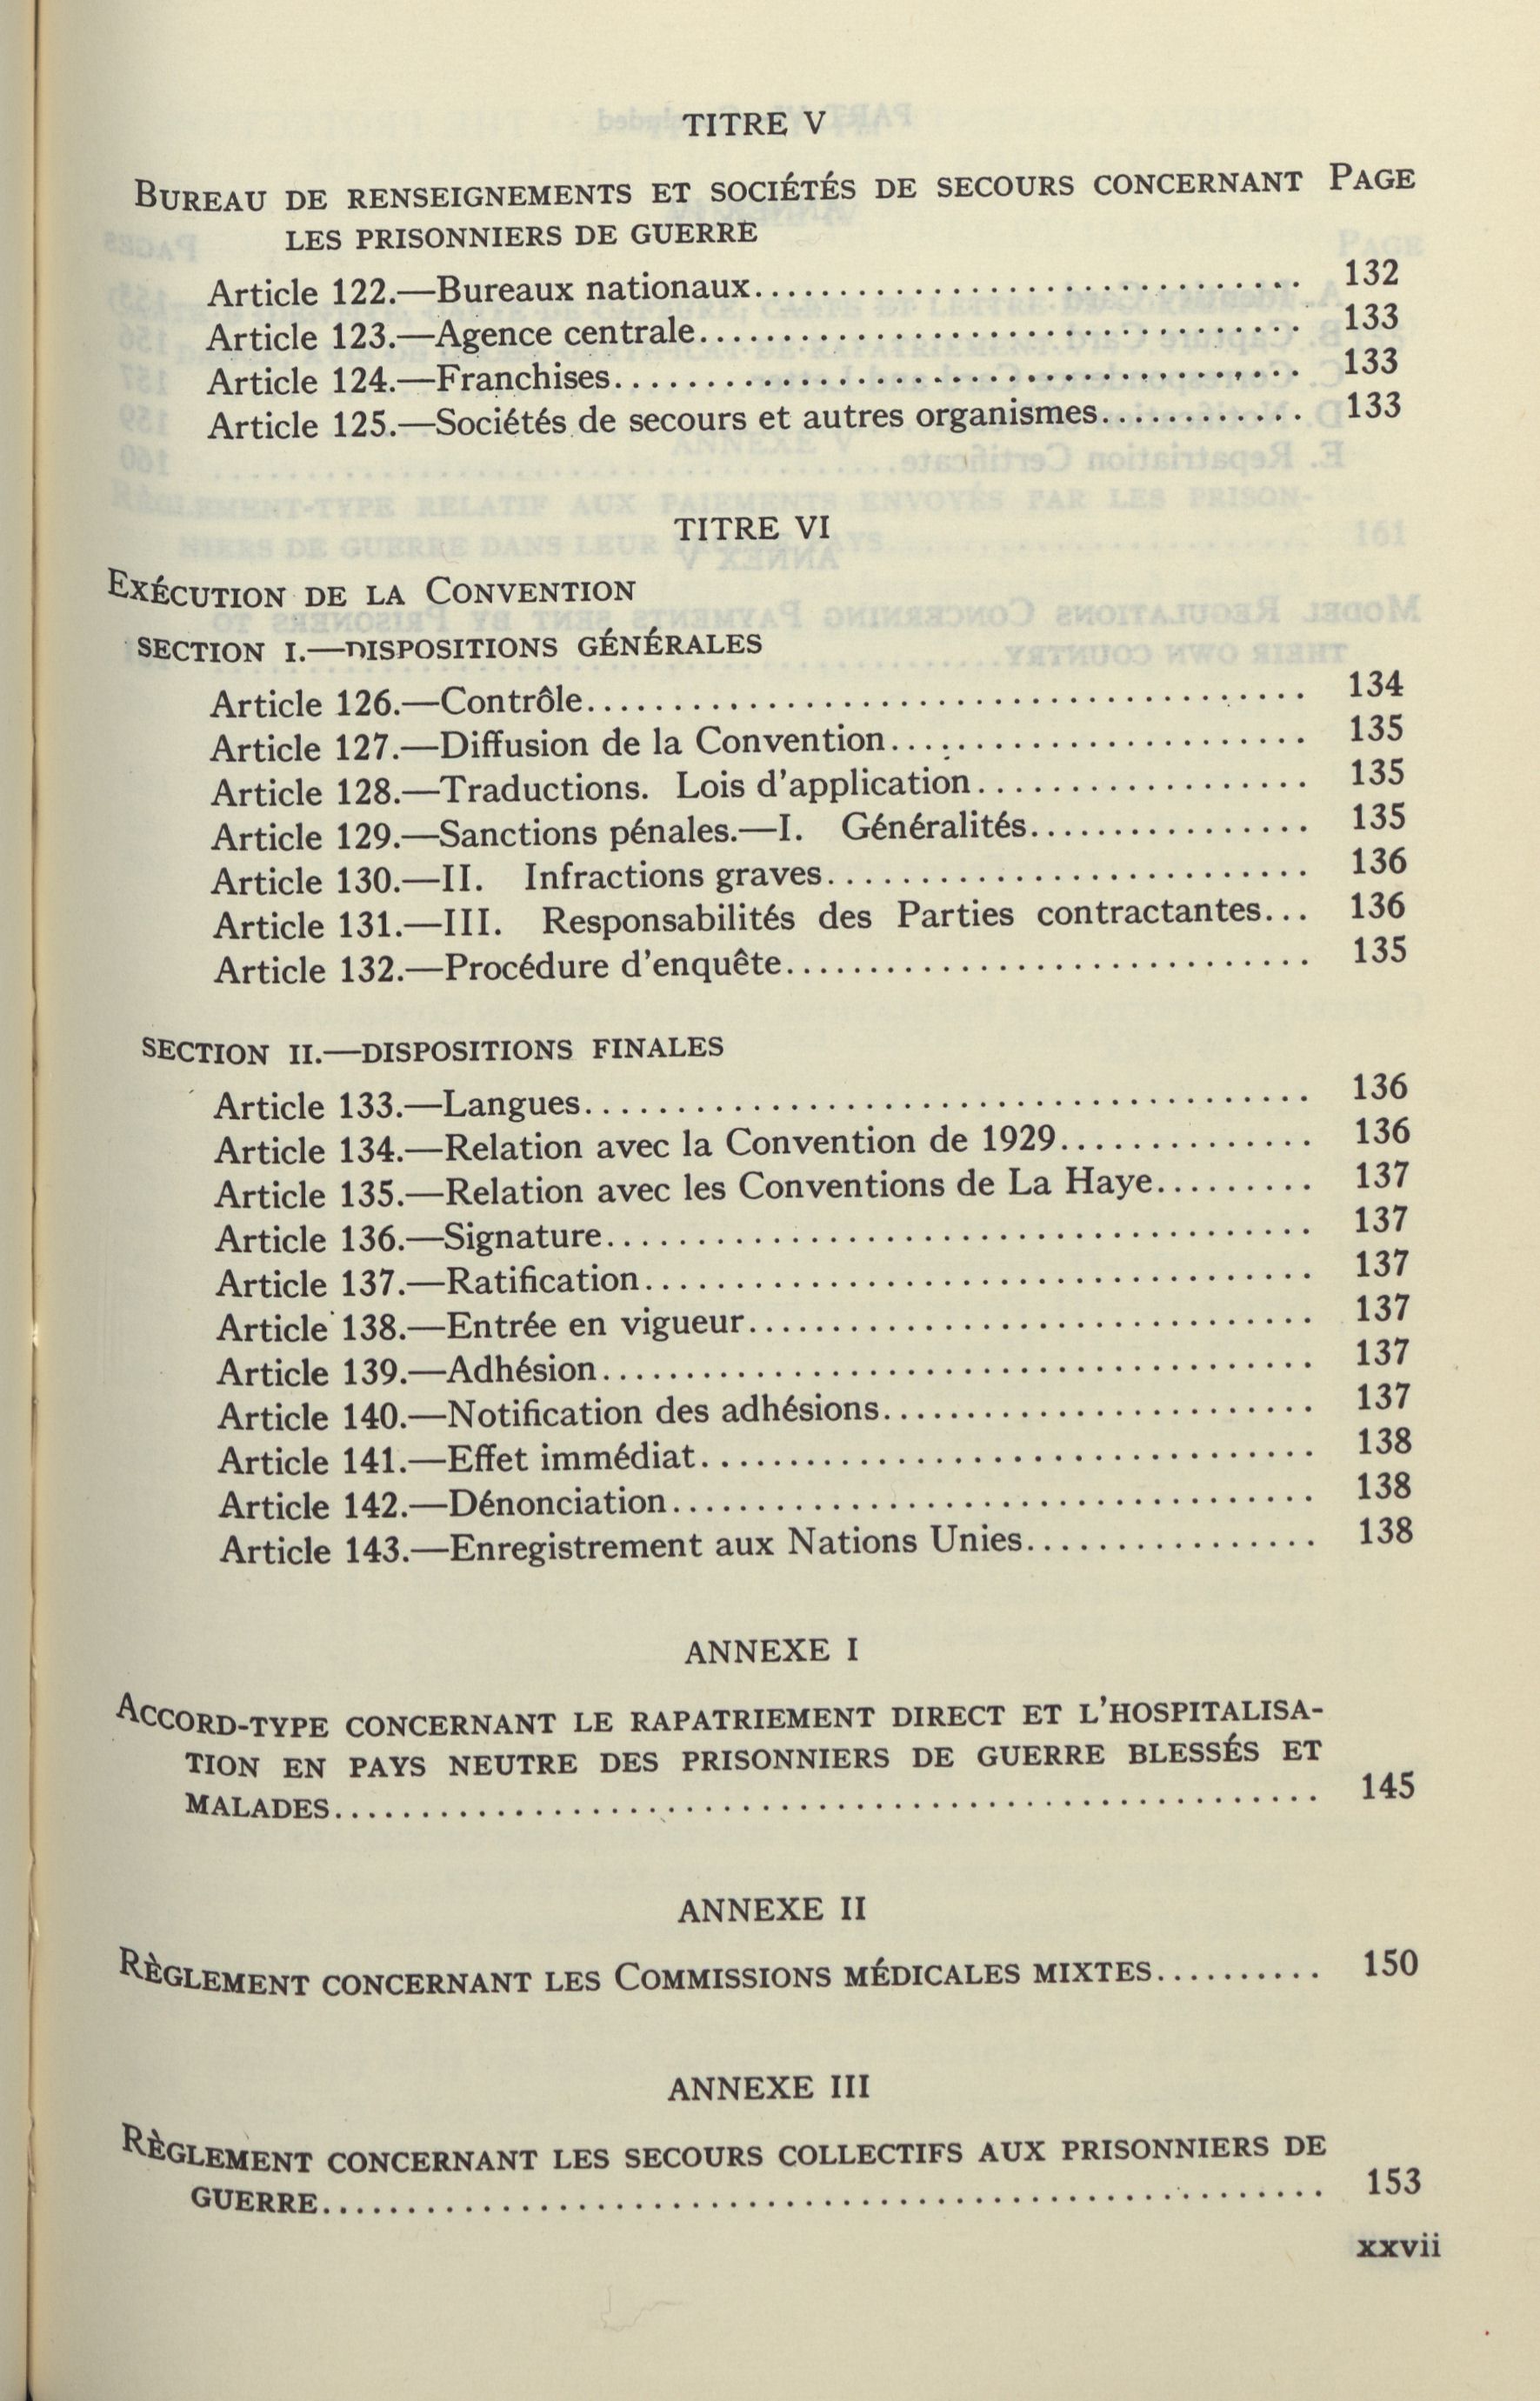 TITRE V
BUREAU DE RENSEIGNEMENTS ET SOCIÉTÉS DE SECOURS CONCERNANT PAGE
LES PRISONNIERS DE GUERRE
Article 122.—Bureaux nationaux.............................. 132
Article 123.—Agence centrale................................. 133
Article 124.—Franchises...................................... 133
Article 125.—Sociétés de secours et autres organismes............ 133
TITRE VI
EXÉCUTION DE LA CONVENTION
SECTION I.—DISPOSITIONS GÉNÉRALES
Article 126.—Contrôle........................................ 134
Article 127.—Diffusion de la Convention....................... 135
Article 128.—Traductions. Lois d'application.................. 135
Article 129.—Sanctions pénales.—I. Généralités................ 135
Article 130.—II. Infractions graves........................... 136
Article 131.—III. Responsabilités des Parties contractantes... 136
Article 132.—Procédure d'enquête............................. 135
SECTION II.—DISPOSITIONS FINALES
Article 133.—Langues........................................ 136
Article 134.—Relation avec la Convention de 1929.............. 136
Article 135.—Relation avec les Conventions de La Haye......... 137
Article 136.—Signature....................................... 137
Article 137.—Ratification..................................... 137
Article 138.—Entrée en vigueur............................... 137
Article 139.—Adhésion....................................... 137
Article 140.—Notification des adhésions........................ 137
Article 141.—Effet immédiat.................................. 138
Article 142.—Dénonciation................................... 138
Article 143.—Enregistrement aux Nations Unies................ 138
ANNEXE I
ACCORD-TYPE CONCERNANT LE RAPATRIEMENT DIRECT ET L'HOSPITALISA-
TION EN PAYS NEUTRE DES PRISONNIERS DE GUERRE BLESSÉS ET
MALADES...................................................... 145
ANNEXE II
RÈGLEMENT CONCERNANT LES COMMISSIONS MÉDICALES MIXTES.......... 150
ANNEXE III
RÈGLEMENT CONCERNANT LES SECOURS COLLECTIFS AUX PRISONNIERS DE
GUERRE....................................................... 153
xxvii